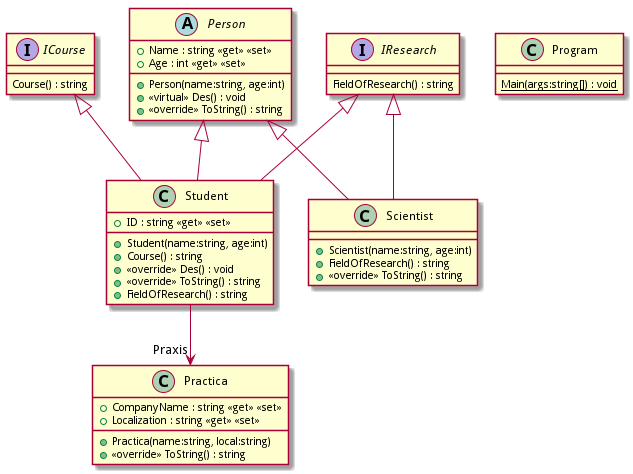 I ICourse
Course() : string
A Person
Name : string «get» «set»
Age : int «get» «set»
Person(name:string, age:int)
«virtual» Des() : void
«override» ToString() : string
I IResearch
FieldOfResearch() : string
C Program
Main(args:string[]) : void
C Student
ID : string «get» «set»
Student(name:string, age:int)
Course() : string
«override» Des() : void
«override» ToString() : string
FieldOfResearch() : string
C Scientist
Scientist(name:string, age:int)
FieldOfResearch() : string
«override» ToString() : string
Praxis
C Practica
CompanyName : string «get» «set»
Localization : string «get» «set»
Practica(name:string, local:string)
«override» ToString() : string